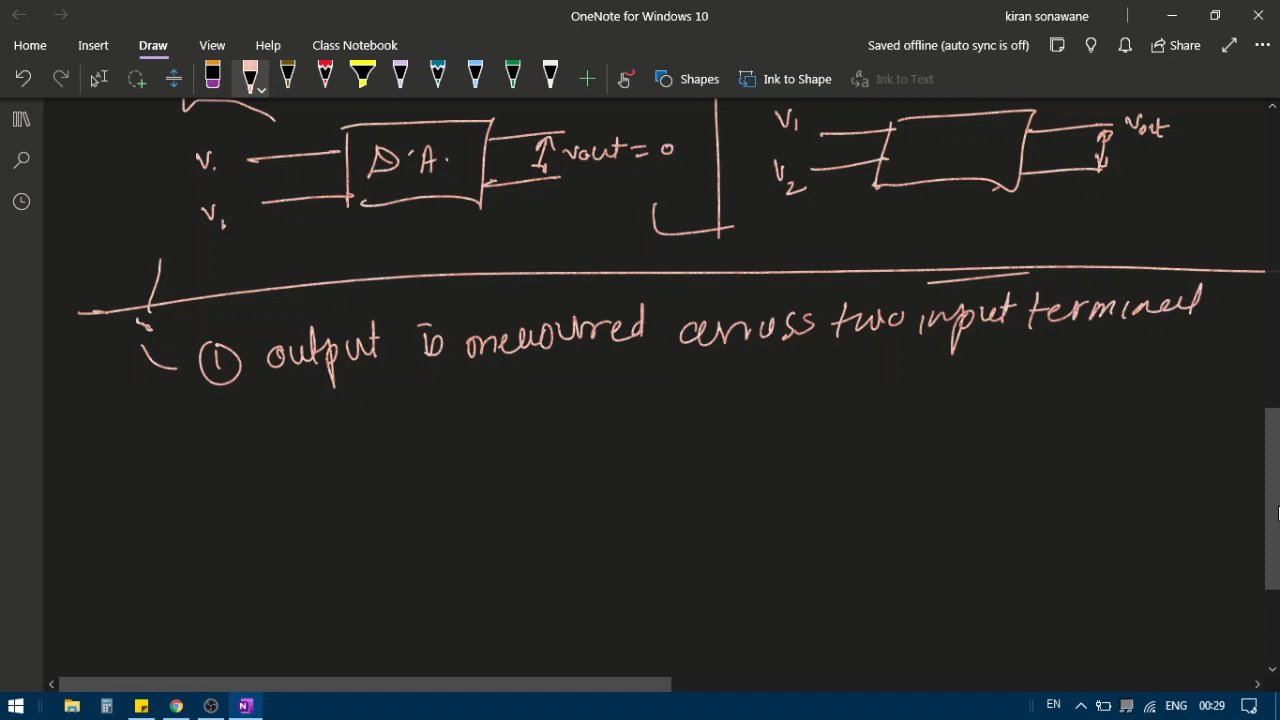 OneNote for Windows 10
kiran sonawane
Home Insert Draw View Help Class Notebook
Saved offline (auto sync is off) Share
Shapes Ink to Shape Ink to Text
V1 D.A. Vout = 0
V1
V1 Vout
V2
① output is measured across two input terminal
EN ENG 00:29